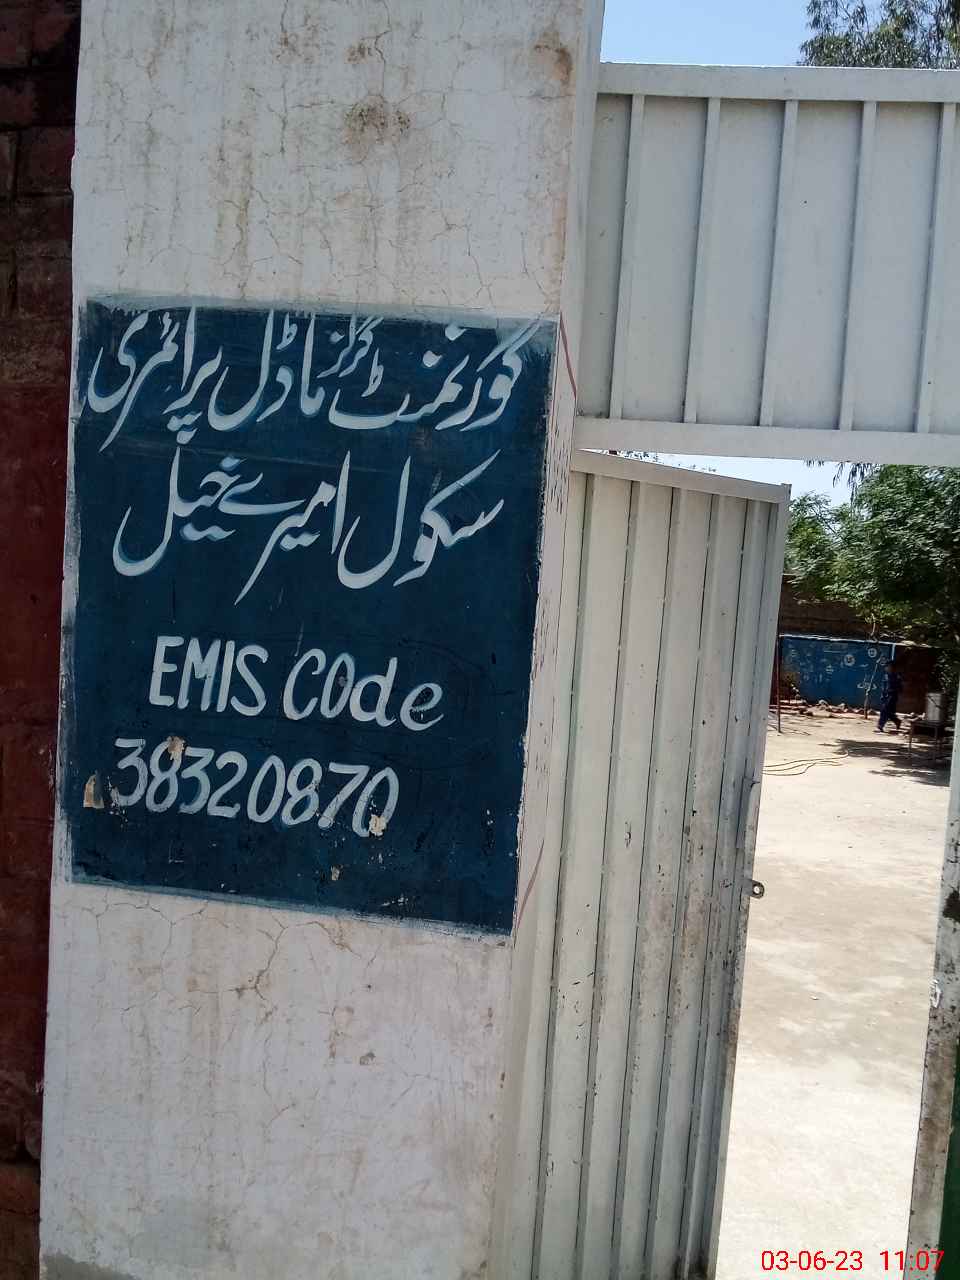 گورنمنٹ گرلز ماڈل پرائمری
سکول امیرے خیل
EMIS COde
38320870
03-06-23 11:07